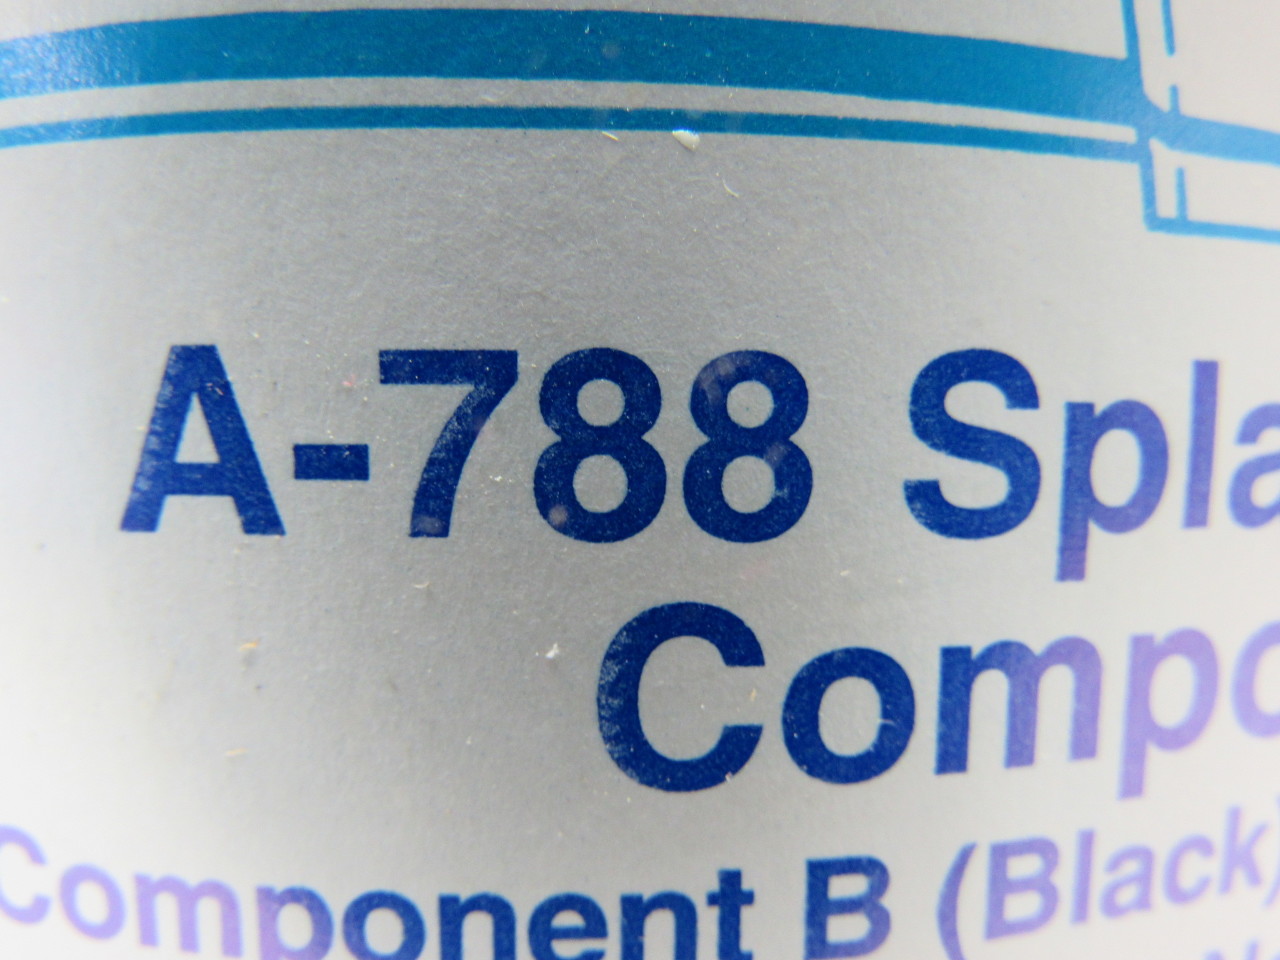 A-788 Spla
Compo
Component B (Black)